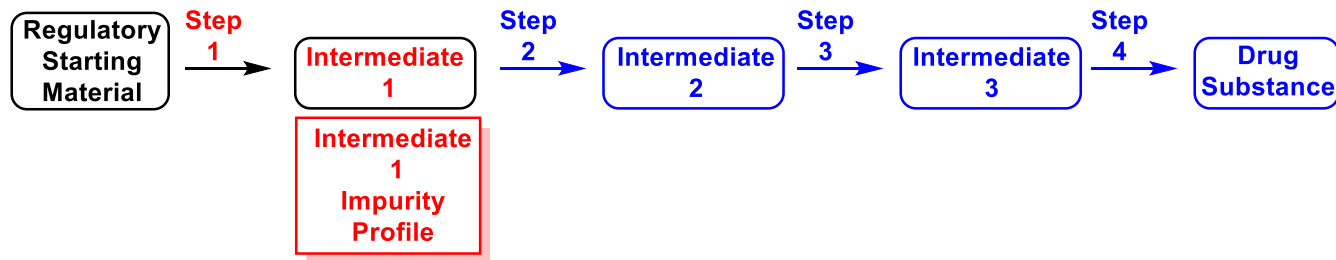 Regulatory
Starting
Material
Step
1
Intermediate
1
Intermediate
1
Impurity
Profile
Step
2
Intermediate
2
Step
3
Intermediate
3
Step
4
Drug
Substance